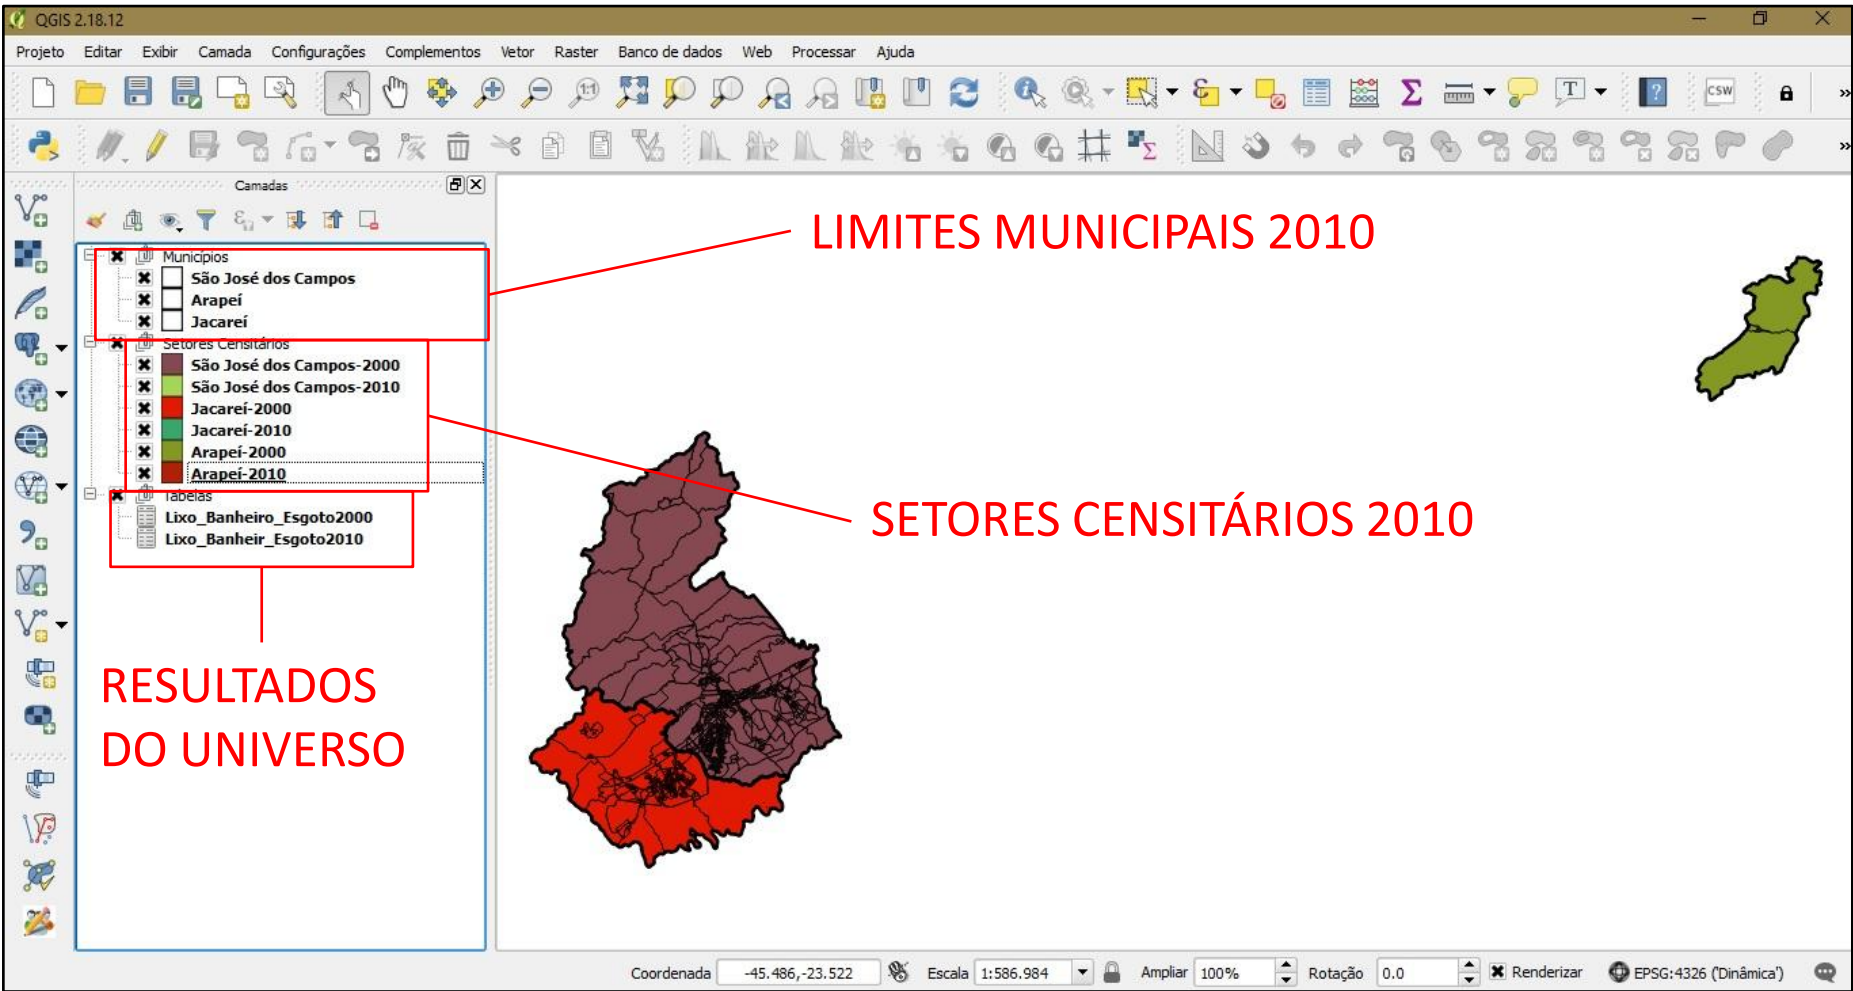 QGIS 2.18.12
Projeto Editar Exibir Camada Configurações Complementos Vetor Raster Banco de dados Web Processar Ajuda
1:1
T
?
CSW
»
»
Camadas
Municípios
São José dos Campos
Arapeí
Jacareí
Setores Censitários
São José dos Campos-2000
São José dos Campos-2010
Jacareí-2000
Jacareí-2010
Arapeí-2000
Arapeí-2010
Tabelas
Lixo_Banheiro_Esgoto2000
Lixo_Banheir_Esgoto2010
LIMITES MUNICIPAIS 2010
SETORES CENSITÁRIOS 2010
RESULTADOS
DO UNIVERSO
Coordenada -45.486,-23.522 Escala 1:586.984 Ampliar 100% Rotação 0.0 Renderizar EPSG:4326 ('Dinâmica')